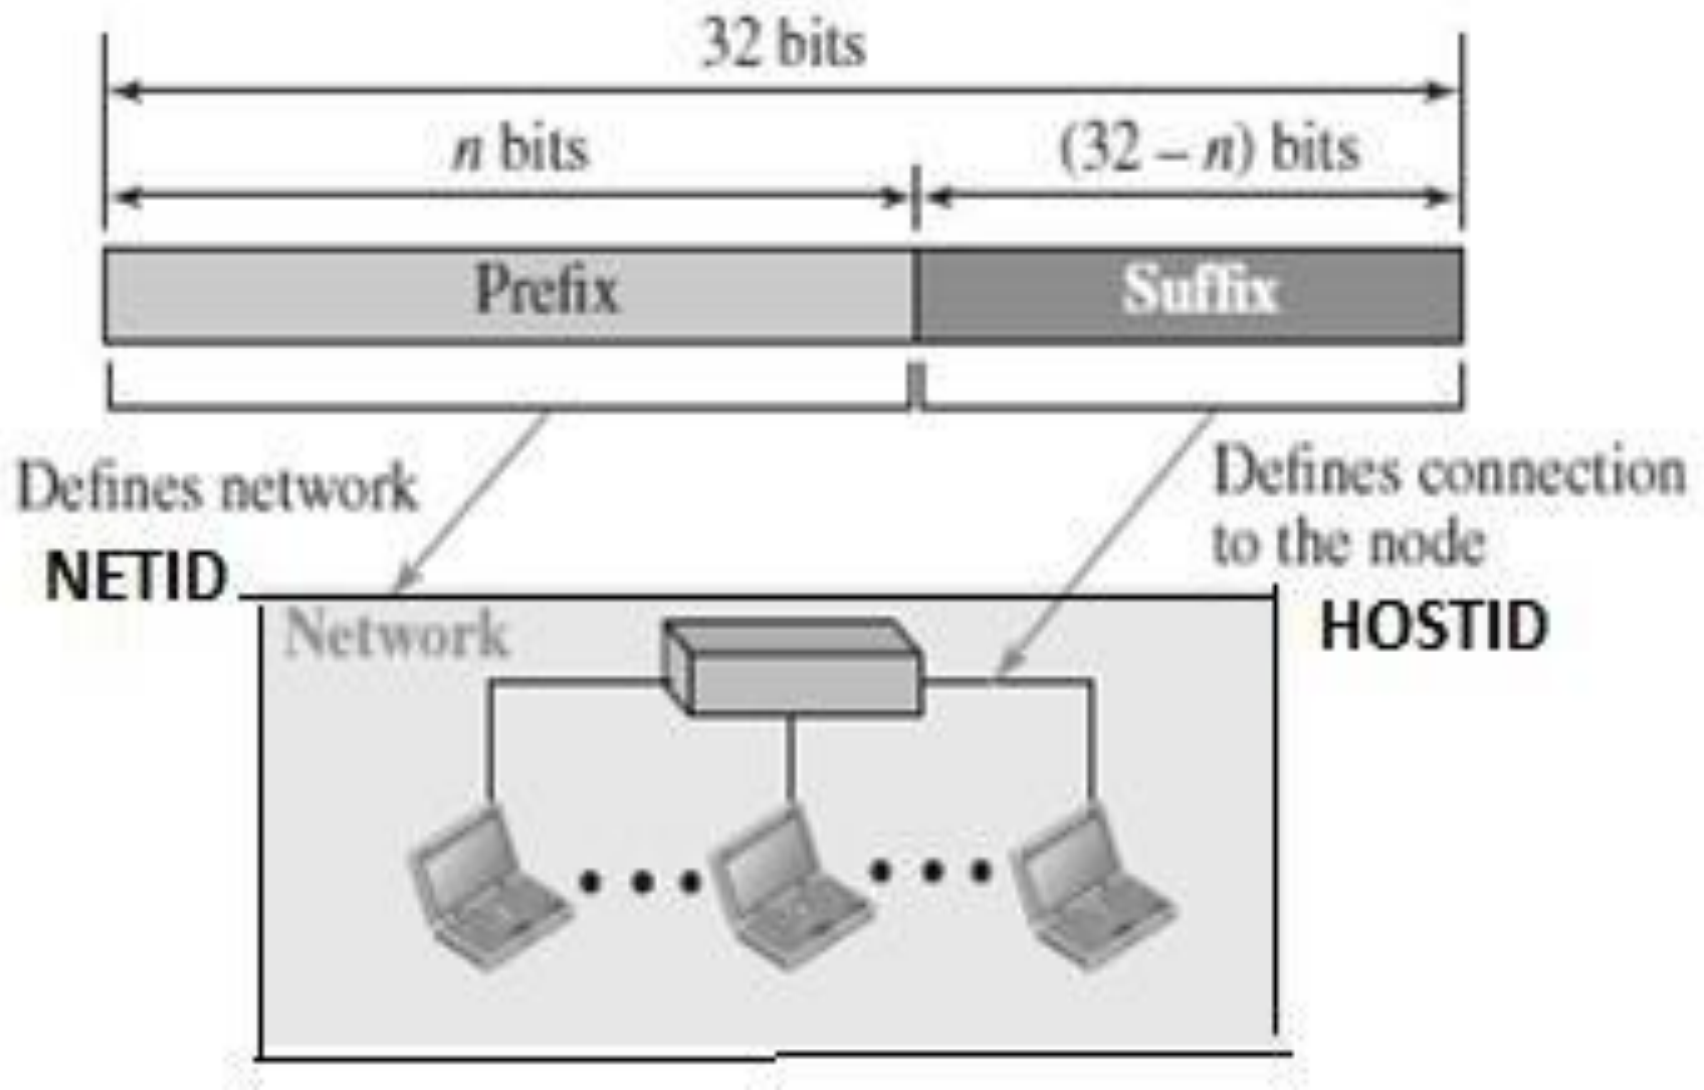 32 bits
n bits
(32 – n) bits
Prefix
Suffix
Defines network
NETID
Defines connection
to the node
HOSTID
Network